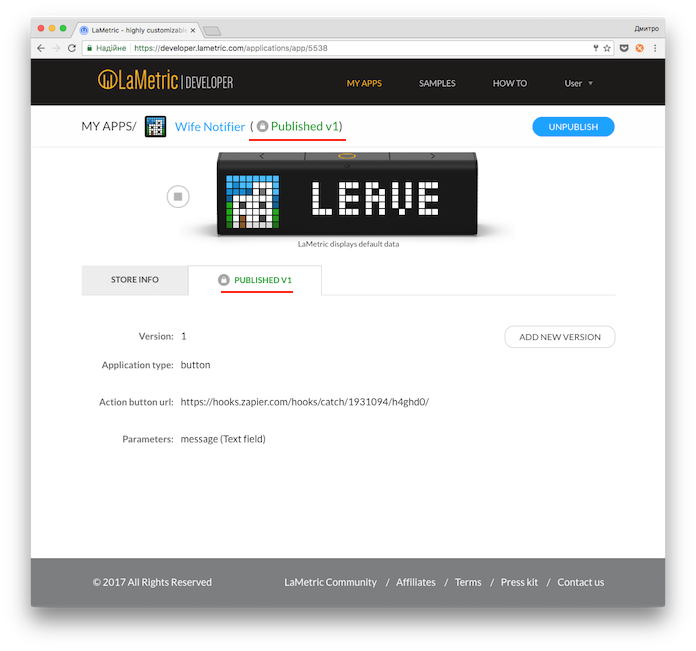 LaMetric - highly customizable
Дмитро
Надійне https://developer.lametric.com/applications/app/5538
LaMetric | DEVELOPER MY APPS SAMPLES HOW TO User
MY APPS/ Wife Notifier ( Published v1) UNPUBLISH
LEAVE
LaMetric displays default data
STORE INFO PUBLISHED V1
Version: 1 ADD NEW VERSION
Application type: button
Action button url: https://hooks.zapier.com/hooks/catch/1931094/h4ghd0/
Parameters: message (Text field)
© 2017 All Rights Reserved LaMetric Community / Affiliates / Terms / Press kit / Contact us